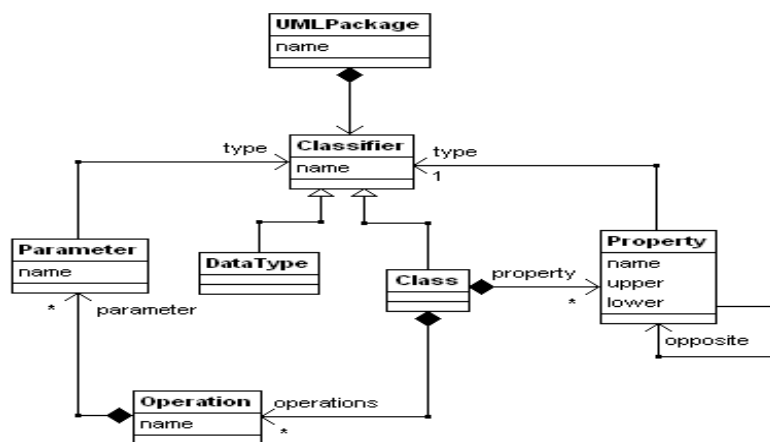 UMLPackage
name
type
Classifier
name
type
1
Parameter
name
DataType
Class
property
*
Property
name
upper
lower
*
parameter
opposite
Operation
name
operations
*